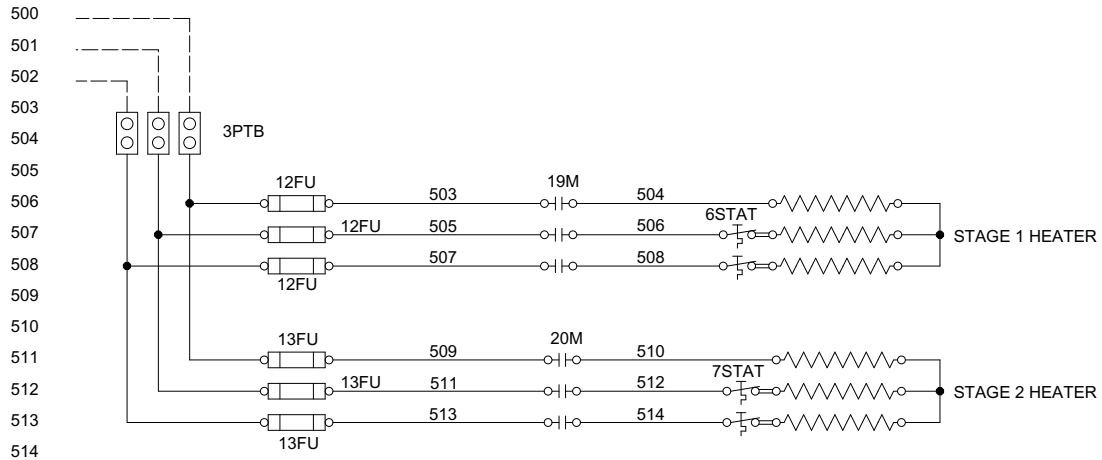 500
501
502
503
504 3PTB
505
12FU 19M
506 503 504
6STAT
507 12FU 505 506 STAGE 1 HEATER
508 507 508
12FU
509
510
13FU 20M
511 509 510
7STAT
512 13FU 511 512 STAGE 2 HEATER
513 513 514
13FU
514